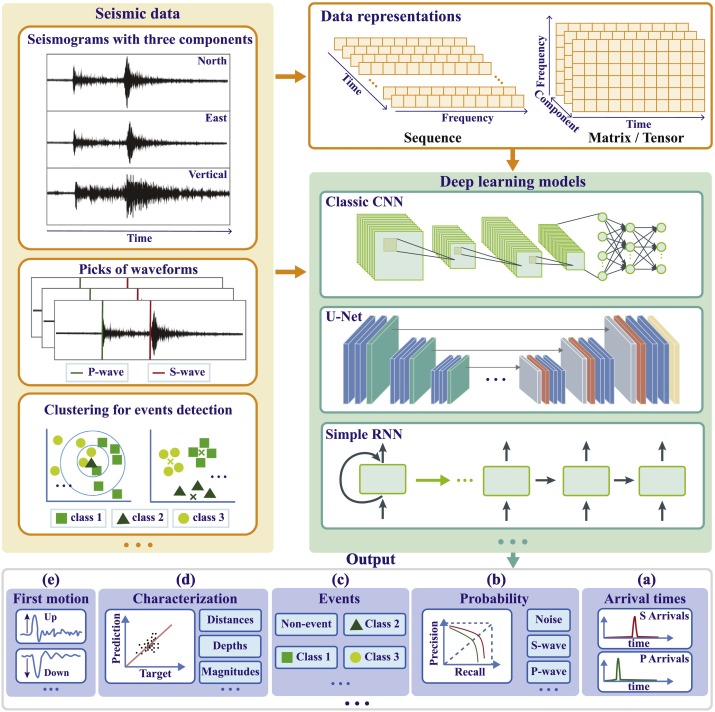 Seismic data
Seismograms with three components
North
East
Vertical
Time
Picks of waveforms
P-wave
S-wave
Clustering for events detection
class 1
class 2
class 3
Data representations
Time
Frequency
Sequence
Frequency
Component
Time
Matrix / Tensor
Deep learning models
Classic CNN
U-Net
Simple RNN
Output
(e)
First motion
Up
Down
(d)
Characterization
Prediction
Target
Distances
Depths
Magnitudes
(c)
Events
Non-event
Class 2
Class 1
Class 3
(b)
Probability
Precision
Recall
Noise
S-wave
P-wave
(a)
Arrival times
S Arrivals
time
P Arrivals
time